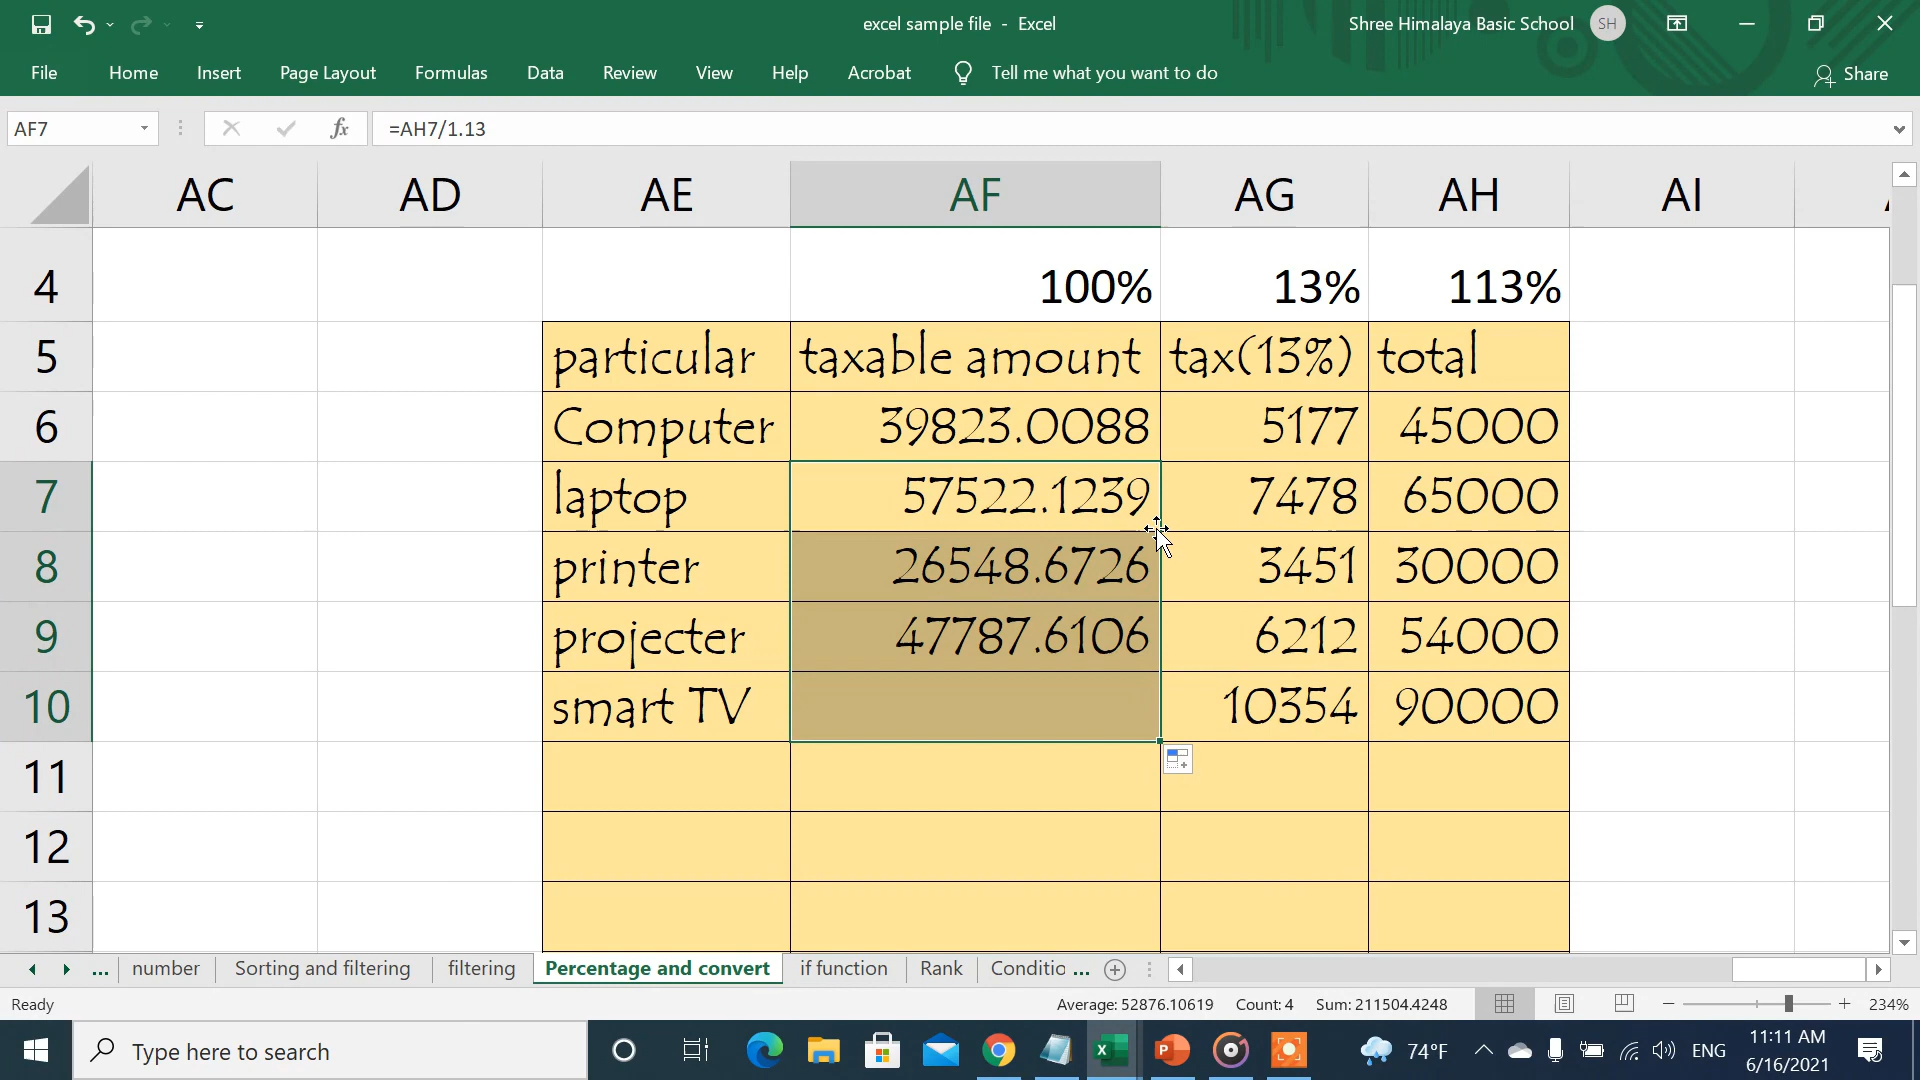 excel sample file - Excel
Shree Himalaya Basic School SH
File Home Insert Page Layout Formulas Data Review View Help Acrobat Tell me what you want to do Share
AF7 fx =AH7/1.13
AC AD AE AF AG AH AI
4 100% 13% 113%
5 particular taxable amount tax(13%) total
6 Computer 39823.0088 5177 45000
7 laptop 57522.1239 7478 65000
8 printer 26548.6726 3451 30000
9 projecter 47787.6106 6212 54000
10 smart TV 10354 90000
11
12
13
... number Sorting and filtering filtering Percentage and convert if function Rank Conditio ...
Ready Average: 52876.10619 Count: 4 Sum: 211504.4248 234%
Type here to search 74°F ENG 11:11 AM
6/16/2021